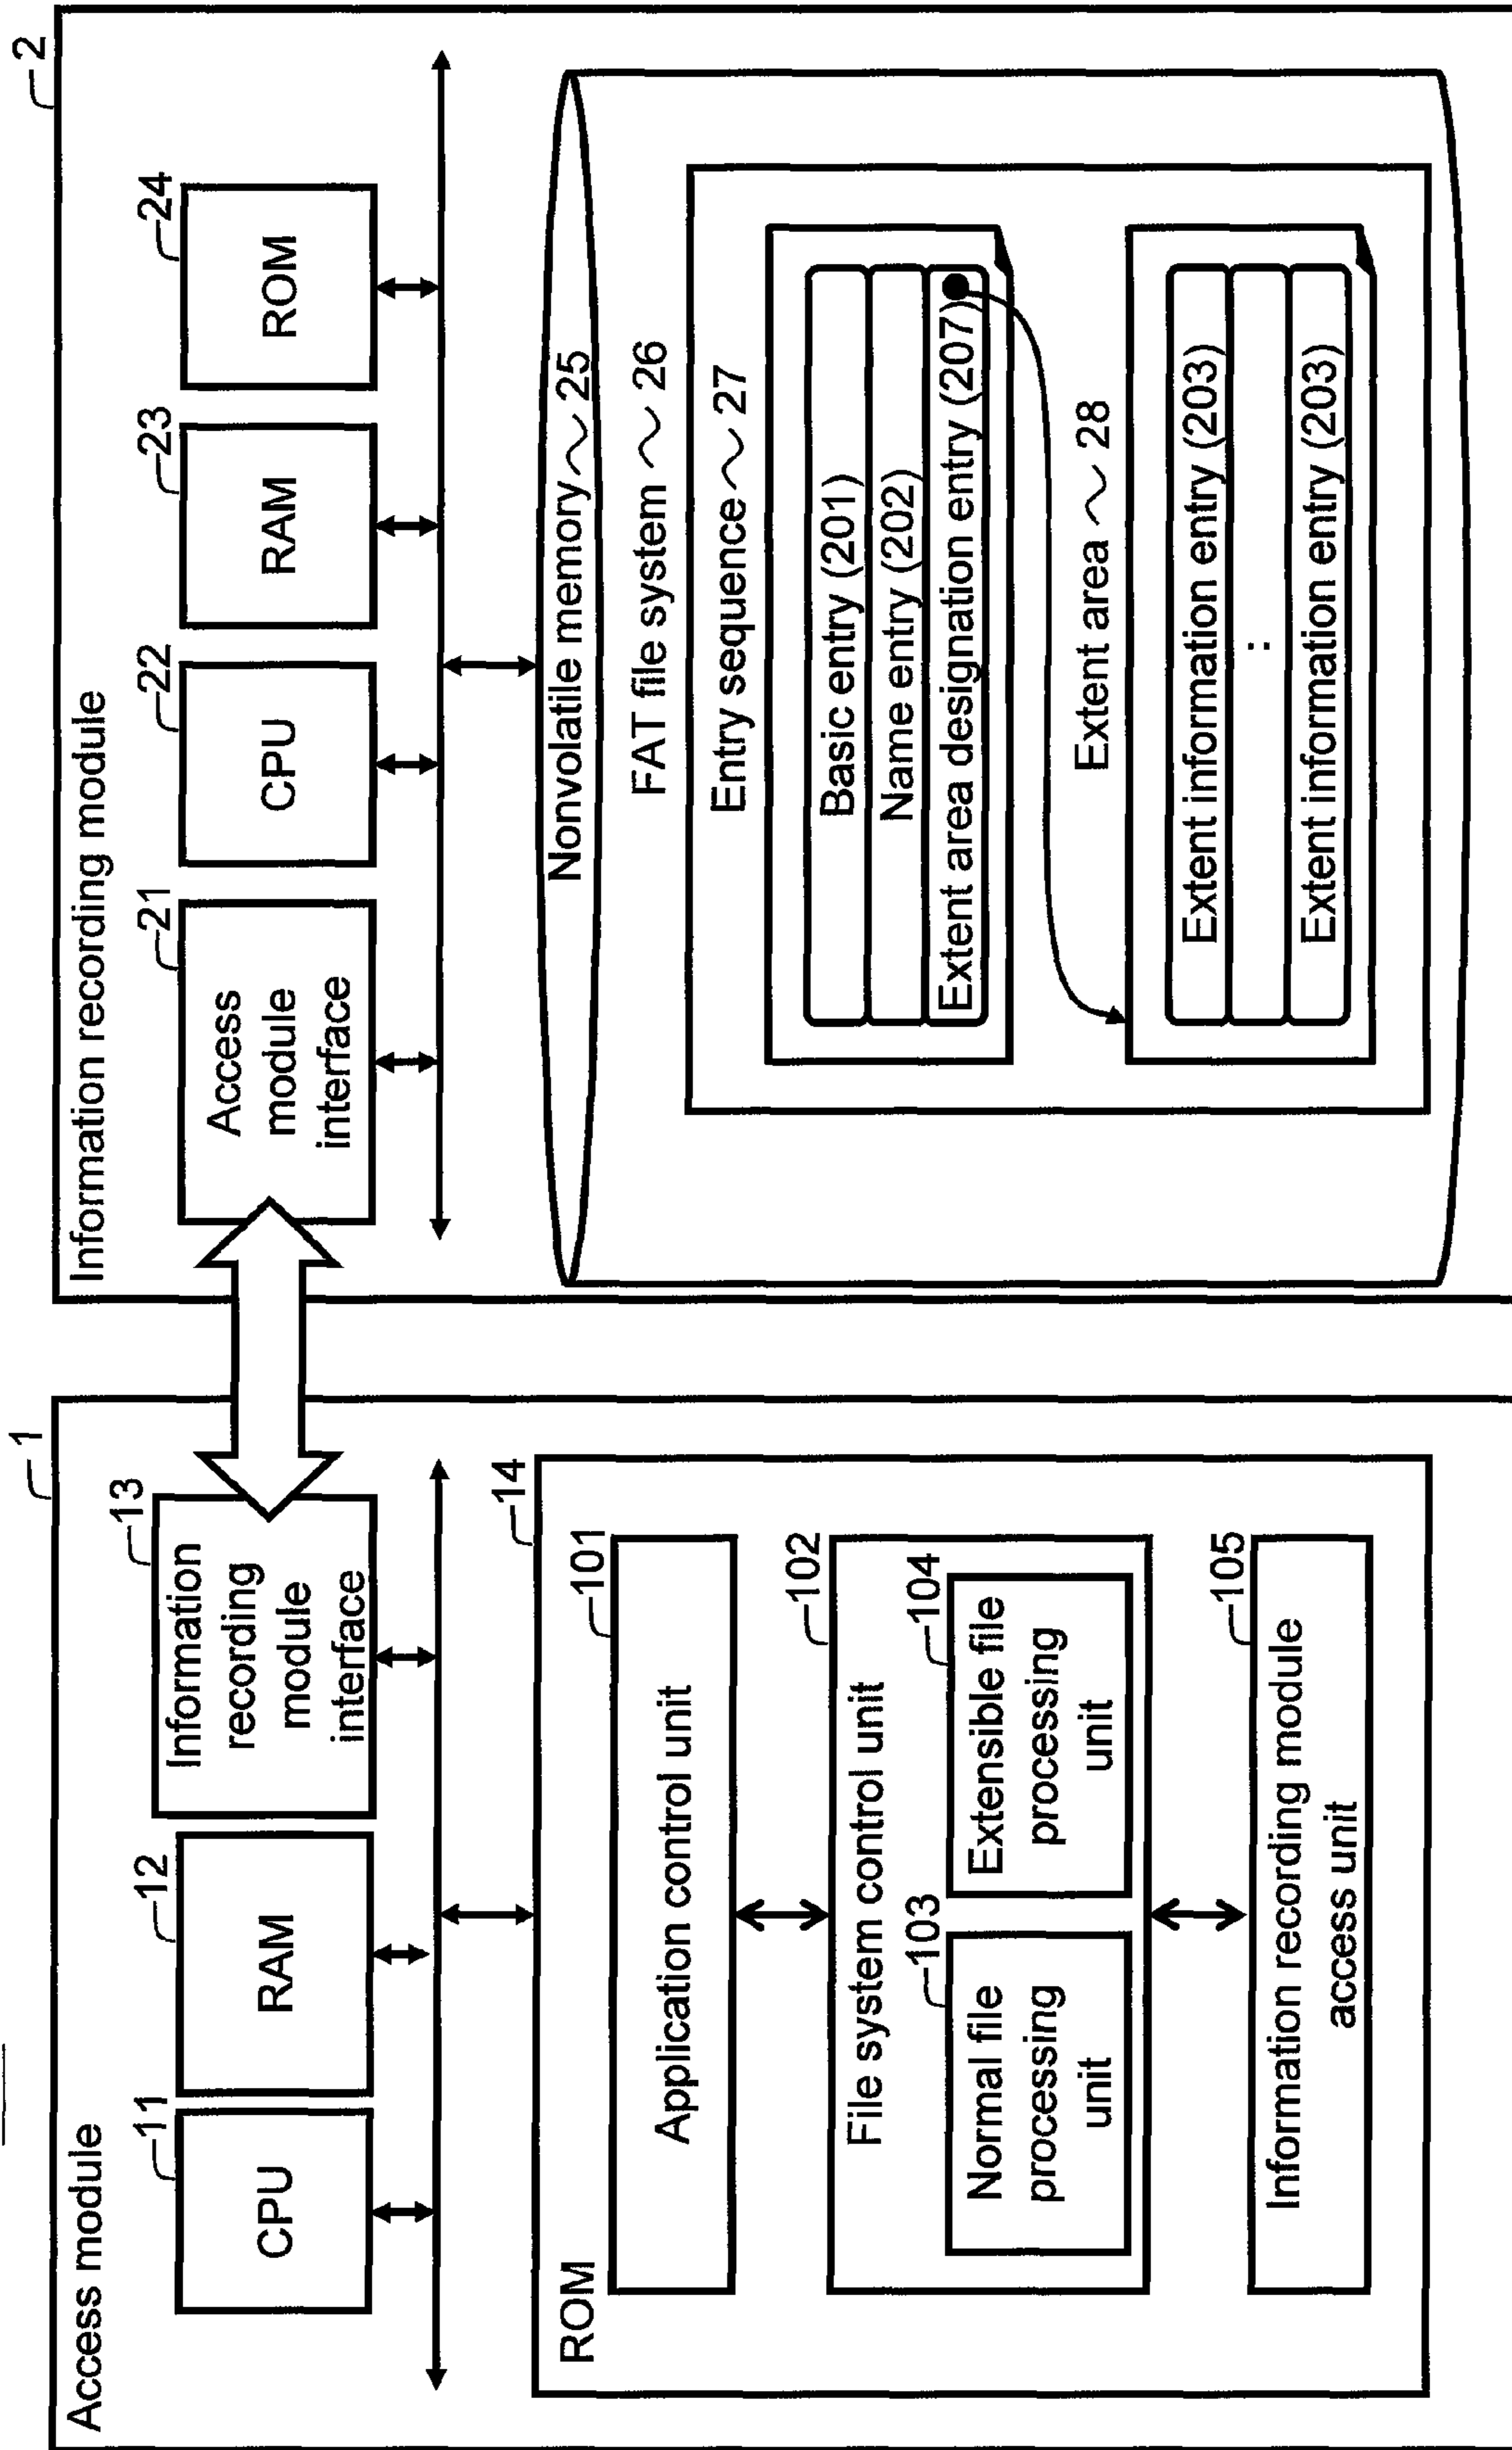 1
Access module
11
CPU
12
RAM
13
Information
recording
module
interface
14
ROM
101
Application control unit
102
File system control unit
103
Normal file
processing
unit
104
Extensible file
processing
unit
105
Information recording module
access unit
2
Information recording module
21
Access
module
interface
22
CPU
23
RAM
24
ROM
Nonvolatile memory ~ 25
FAT file system ~ 26
Entry sequence ~ 27
Basic entry (201)
Name entry (202)
Extent area designation entry (207)
Extent area ~ 28
Extent information entry (203)
:
Extent information entry (203)